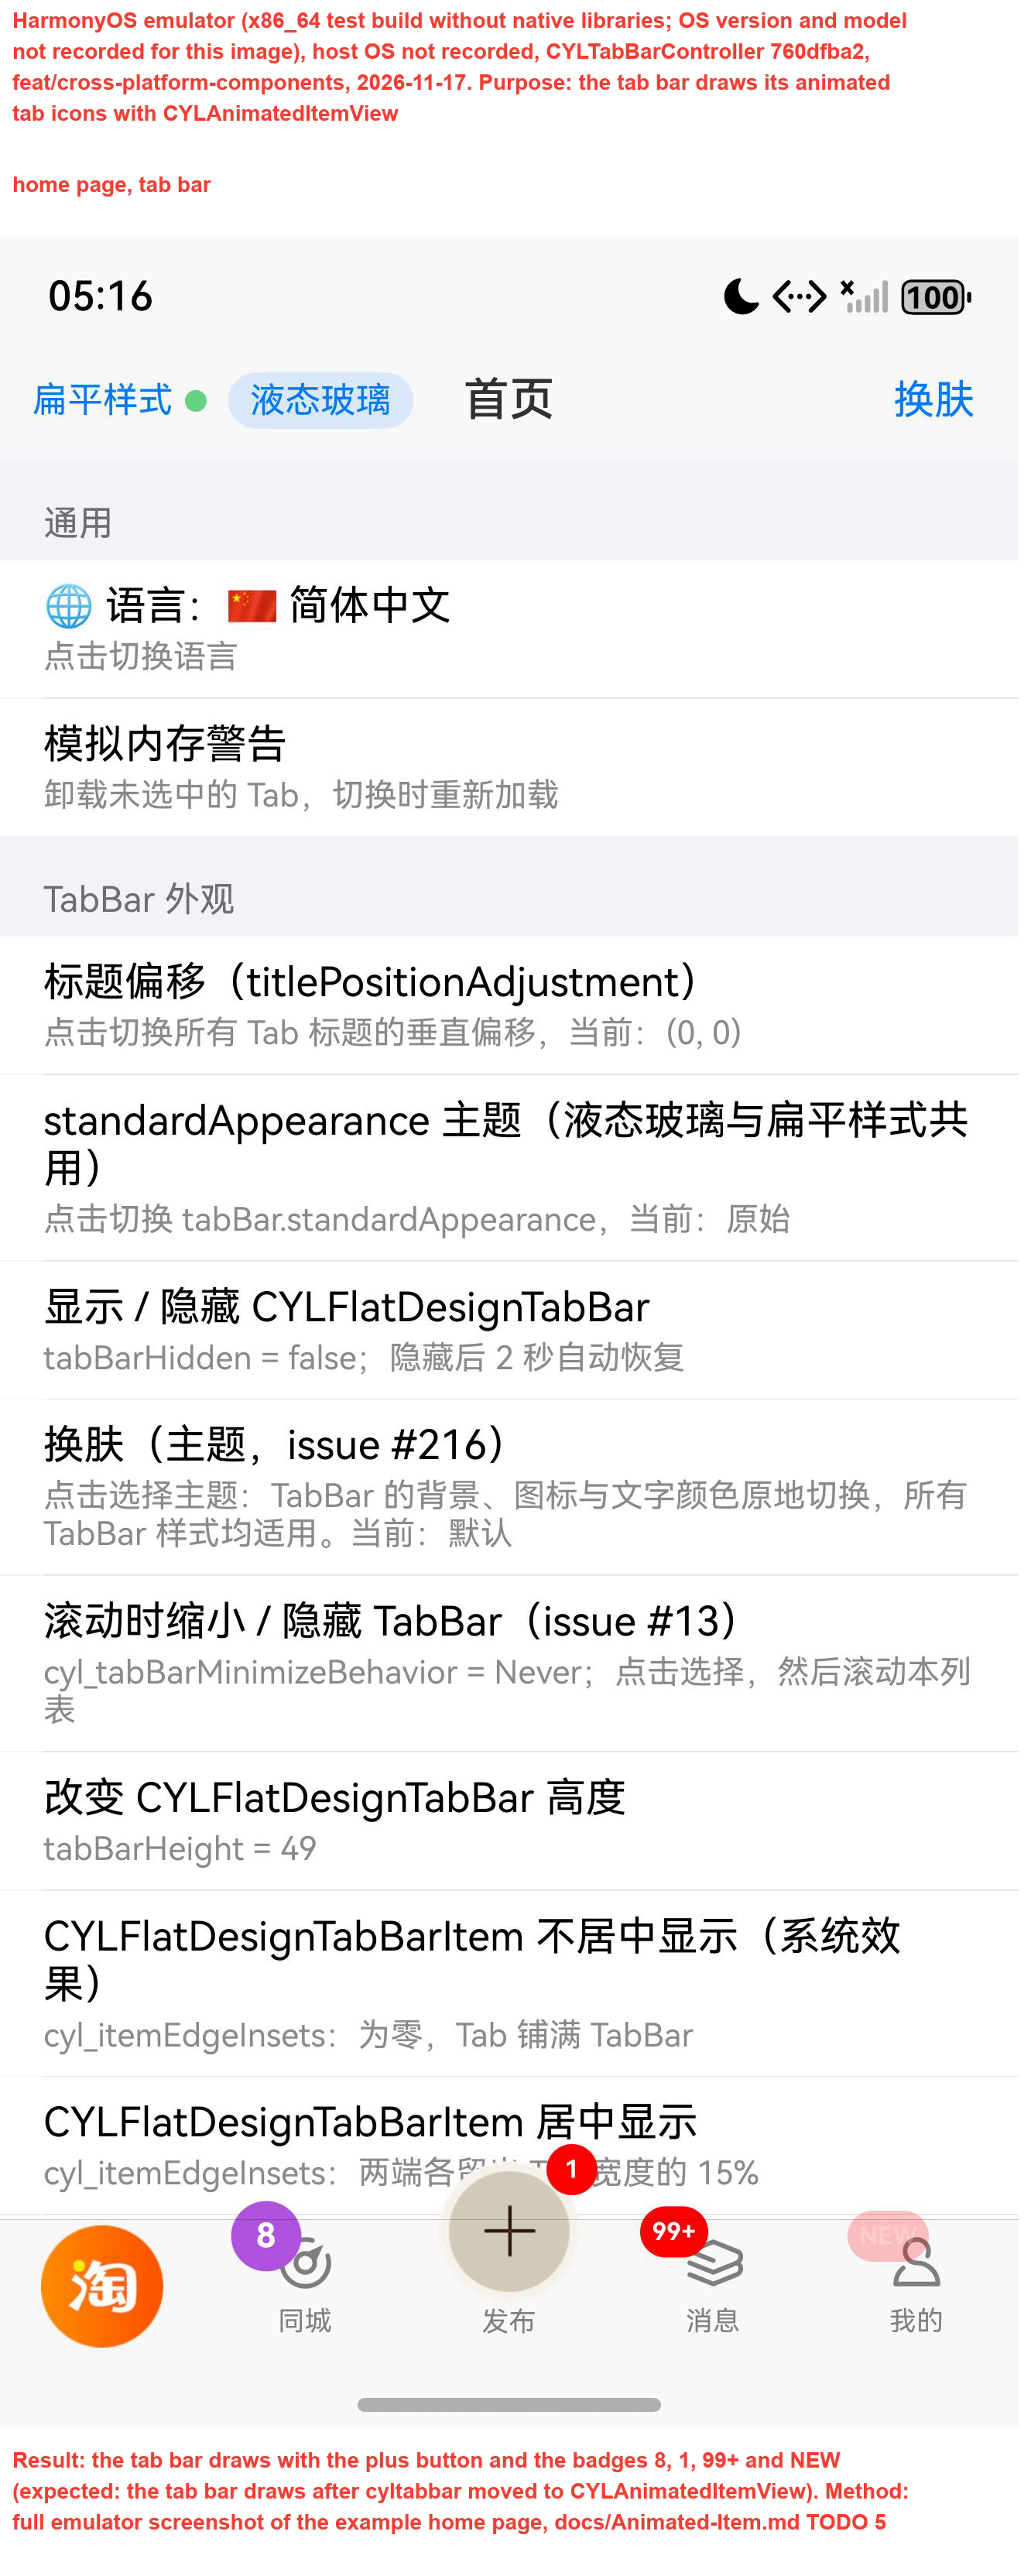 HarmonyOS emulator (x86_64 test build without native libraries; OS version and model
not recorded for this image), host OS not recorded, CYLTabBarController 760dfba2,
feat/cross-platform-components, 2026-11-17. Purpose: the tab bar draws its animated
tab icons with CYLAnimatedItemView
home page, tab bar
05:16
100
扁平样式
液态玻璃
首页
换肤
通用
语言： 简体中文
点击切换语言
模拟内存警告
卸载未选中的 Tab，切换时重新加载
TabBar 外观
标题偏移（titlePositionAdjustment）
点击切换所有 Tab 标题的垂直偏移，当前：(0, 0)
standardAppearance 主题（液态玻璃与扁平样式共
用）
点击切换 tabBar.standardAppearance，当前：原始
显示 / 隐藏 CYLFlatDesignTabBar
tabBarHidden = false；隐藏后 2 秒自动恢复
换肤（主题，issue #216）
点击选择主题：TabBar 的背景、图标与文字颜色原地切换，所有
TabBar 样式均适用。当前：默认
滚动时缩小 / 隐藏 TabBar（issue #13）
cyl_tabBarMinimizeBehavior = Never；点击选择，然后滚动本列
表
改变 CYLFlatDesignTabBar 高度
tabBarHeight = 49
CYLFlatDesignTabBarItem 不居中显示（系统效
果）
cyl_itemEdgeInsets：为零，Tab 铺满 TabBar
CYLFlatDesignTabBarItem 居中显示
cyl_itemEdgeInsets：两端各 宽度的 15%
1
8
99+
NEW
淘
同城
发布
消息
我的
Result: the tab bar draws with the plus button and the badges 8, 1, 99+ and NEW
(expected: the tab bar draws after cyltabbar moved to CYLAnimatedItemView). Method:
full emulator screenshot of the example home page, docs/Animated-Item.md TODO 5